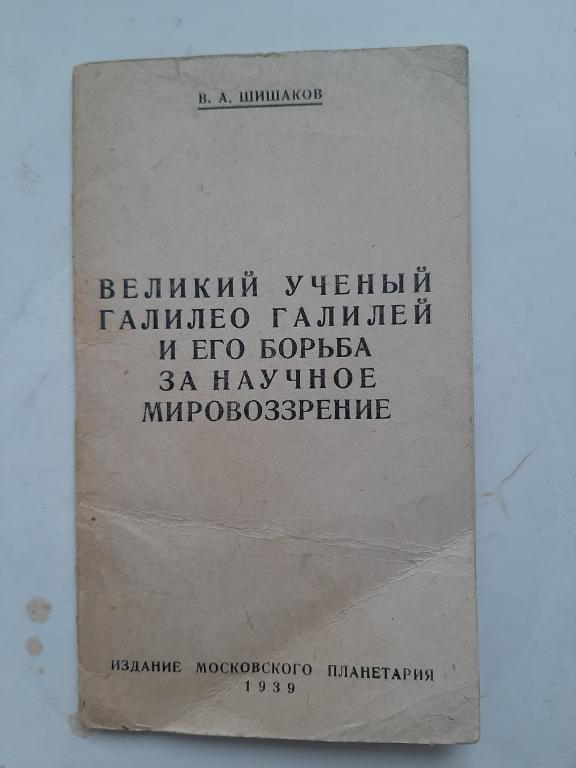 В. А. ШИШАКОВ
ВЕЛИКИЙ УЧЕНЫЙ
ГАЛИЛЕО ГАЛИЛЕЙ
И ЕГО БОРЬБА
ЗА НАУЧНОЕ
МИРОВОЗЗРЕНИЕ
ИЗДАНИЕ МОСКОВСКОГО ПЛАНЕТАРИЯ
1939